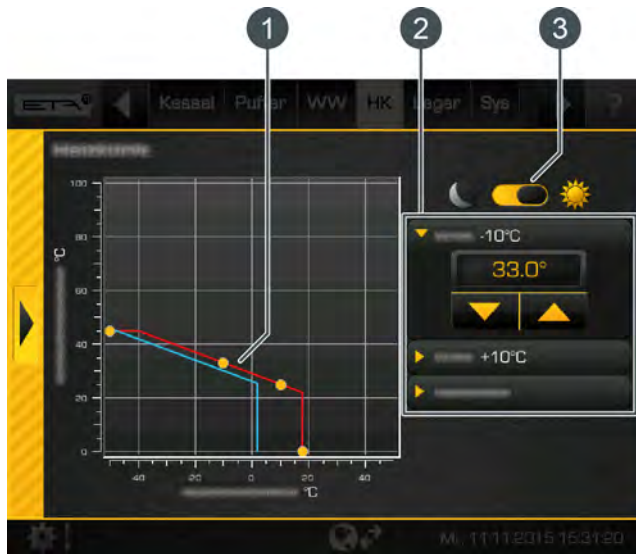 1 2 3
ETA Kessel Puffer WW HK Lager Sys ?
Heizkurve
100
80
60
40
20
0
°C
40 20 0 20 40
°C
-10°C
33.0°
+10°C
Mi, 11.11.2015 15:31:20